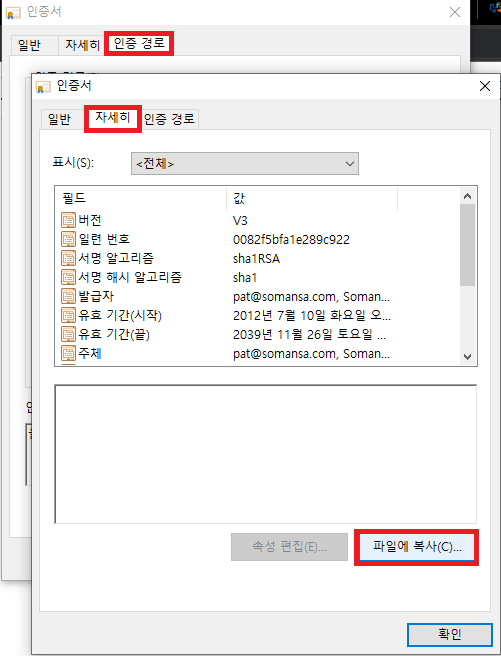 인증서
일반 자세히 인증 경로
인증서
일반 자세히 인증 경로
표시(S): <전체>
필드 값
버전 V3
일련 번호 0082f5bfa1e289c922
서명 알고리즘 sha1RSA
서명 해시 알고리즘 sha1
발급자 pat@somansa.com, Soman...
유효 기간(시작) 2012년 7월 10일 화요일 오...
유효 기간(끝) 2039년 11월 26일 토요일 ...
주체 pat@somansa.com, Soman...
속성 편집(E)... 파일에 복사(C)...
확인